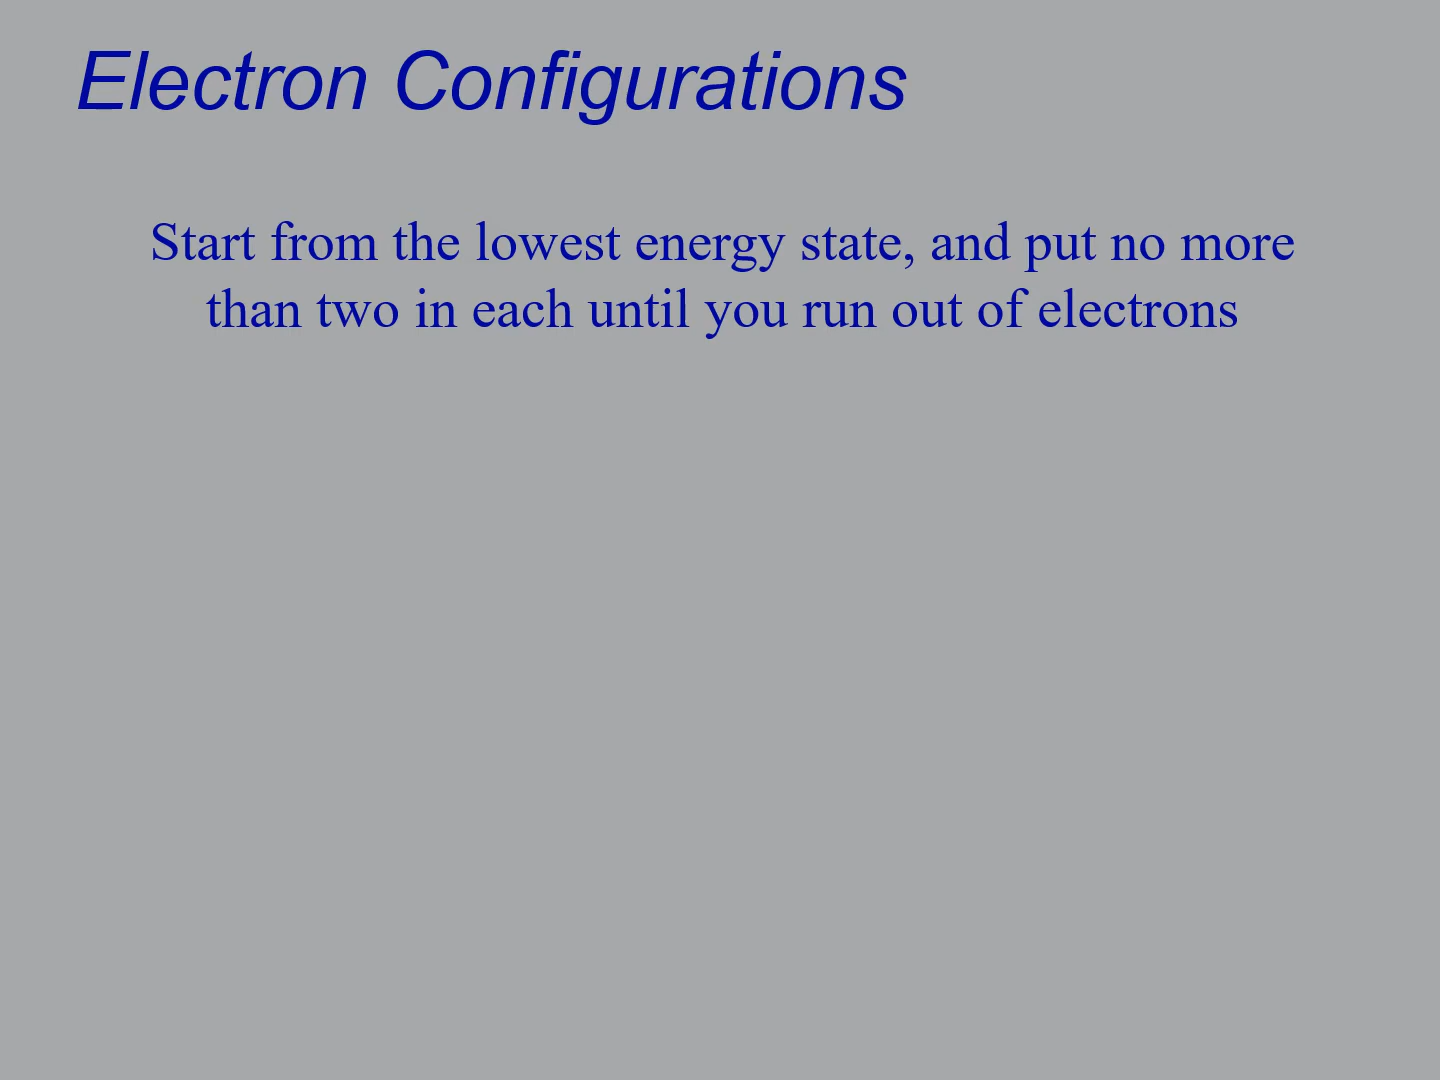 Electron Configurations
Start from the lowest energy state, and put no more
than two in each until you run out of electrons